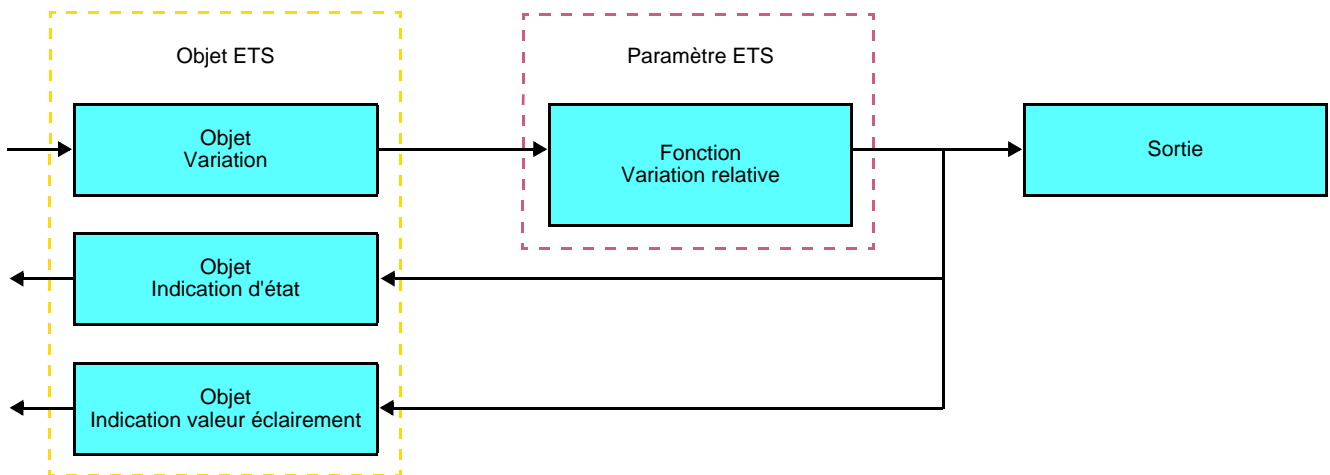 Objet ETS
Paramètre ETS
Objet
Variation
Fonction
Variation relative
Sortie
Objet
Indication d'état
Objet
Indication valeur éclairement